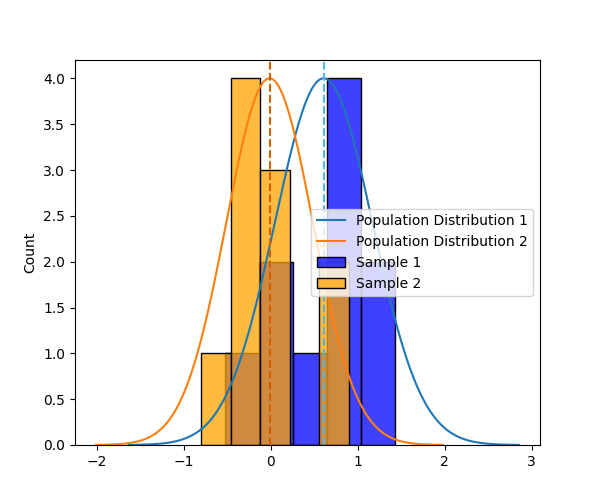 4.0
3.5
3.0
2.5
2.0
1.5
1.0
0.5
0.0
Count
Population Distribution 1
Population Distribution 2
Sample 1
Sample 2
−2 −1 0 1 2 3